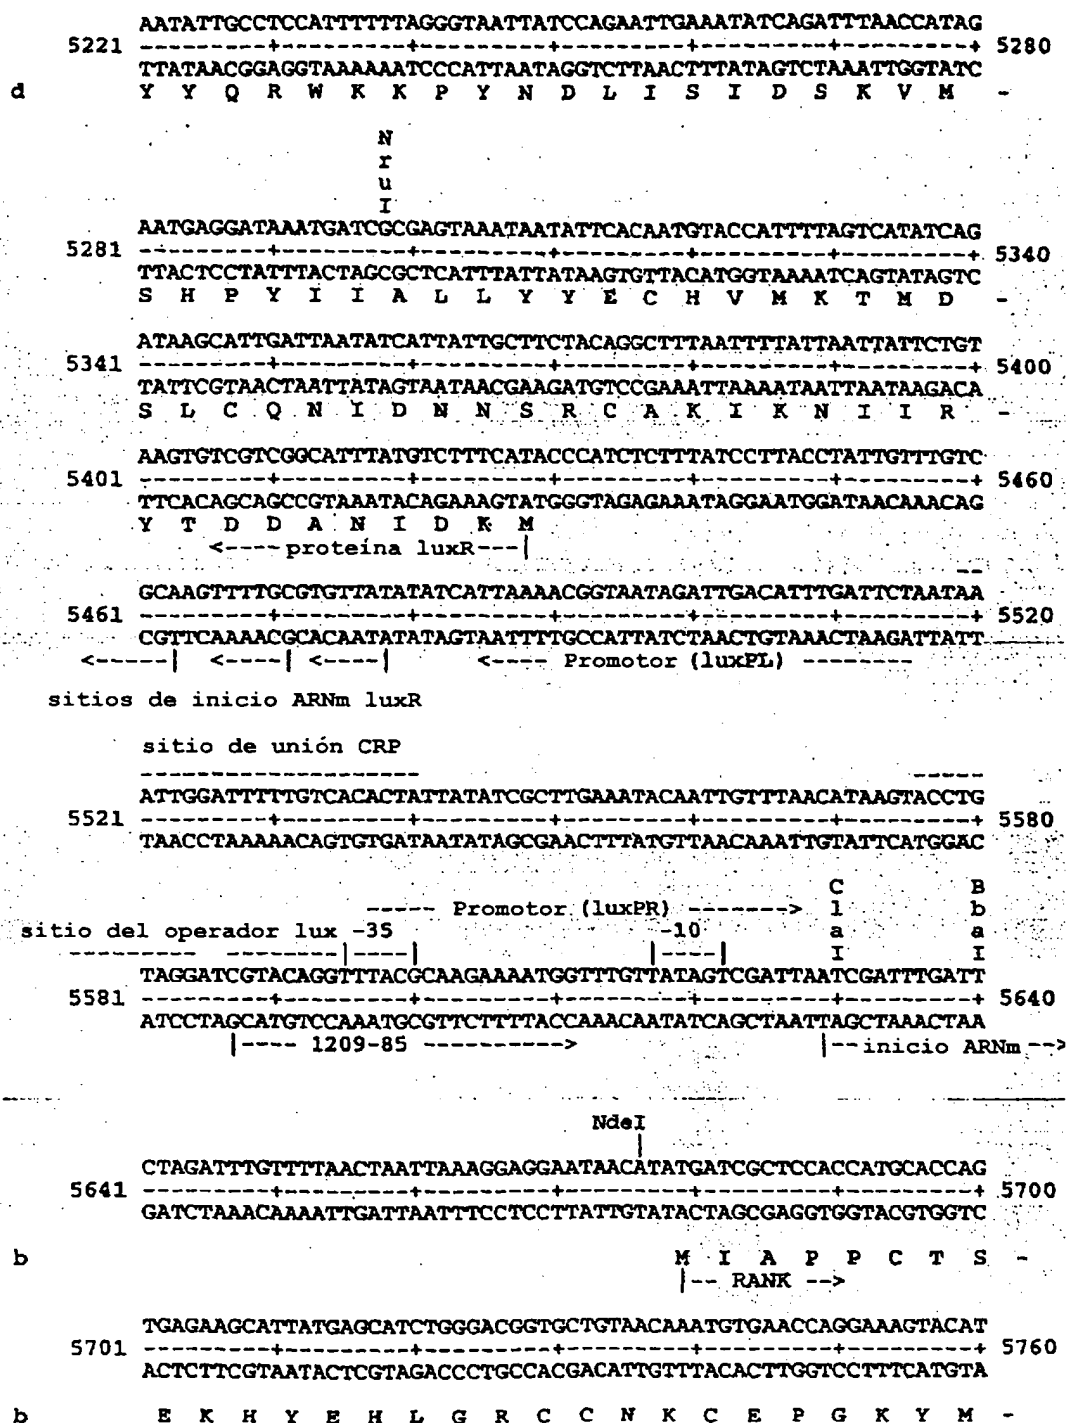 AATATTGCCTCCATTTTTTAGGGTAATTATCCAGAATTGAAATATCAGATTTAACCATAG
5221 ---------+---------+---------+---------+---------+---------+ 5280
TTATAACGGAGGTAAAAAATCCCATTAATAGGTCTTAACTTTATAGTCTAAATTGGTATC
d Y Y Q R W K K P Y N D L I S I D S K V M -
N
r
u
I
AATGAGGATAAATGATCGCGAGTAAATAATATTCACAATGTACCATTTTAGTCATATCAG
5281 ---------+---------+---------+---------+---------+---------+ 5340
TTACTCCTATTTACTAGCGCTCATTTATTATAAGTGTTACATGGTAAAATCAGTATAGTC
S H P Y I I A L L Y Y E C H V M K T M D -
ATAAGCATTGATTAATATCATTATTGCTTCTACAGGCTTTAATTTTATTAATTATTCTGT
5341 ---------+---------+---------+---------+---------+---------+ 5400
TATTCGTAACTAATTATAGTAATAACGAAGATGTCCGAAATTAAAATAATTAATAAGACA
S L C Q N I D N N S R C A K I K N I I R -
AAGTGTCGTCGGCATTTATGTCTTTCATACCCATCTCTTTATCCTTACCTATTGTTTGTC
5401 ---------+---------+---------+---------+---------+---------+ 5460
TTCACAGCAGCCGTAAATACAGAAAGTATGGGTAGAGAAATAGGAATGGATAACAAACAG
Y T D D A N I D K M
<----proteína luxR---|
--
GCAAGTTTTGCGTGTTATATATCATTAAAACGGTAATAGATTGACATTTGATTCTAATAA
5461 ---------+---------+---------+---------+---------+---------+ 5520
CGTTCAAAACGCACAATATATAGTAATTTTGCCATTATCTAACTGTAAACTAAGATTATT
<-----| <----| <----| <---- Promotor (luxPL) --------
sitios de inicio ARNm luxR
sitio de unión CRP
-------------------- -----
ATTGGATTTTTGTCACACTATTATATCGCTTGAAATACAATTGTTTAACATAAGTACCTG
5521 ---------+---------+---------+---------+---------+---------+ 5580
TAACCTAAAAACAGTGTGATAATATAGCGAACTTTATGTTAACAAATTGTATTCATGGAC
C B
----- Promotor (luxPR) -------> l b
sitio del operador lux -35 -10 a a
---------- ---------- |----| |----| I I
TAGGATCGTACAGGTTTACGCAAGAAAATGGTTTGTTATAGTCGATTAATCGATTTGATT
5581 ---------+---------+---------+---------+---------+---------+ 5640
ATCCTAGCATGTCCAAATGCGTTCTTTTACCAAACAATATCAGCTAATTAGCTAAACTAA
|---- 1209-85 ----------> |--inicio ARNm -->
NdeI
|
CTAGATTTGTTTTAACTAATTAAAGGAGGAATAACATATGATCGCTCCACCATGCACCAG
5641 ---------+---------+---------+---------+---------+---------+ 5700
GATCTAAACAAAATTGATTAATTTCCTCCTTATTGTATACTAGCGAGGTGGTACGTGGTC
b M I A P P C T S -
|-- RANK -->
TGAGAAGCATTATGAGCATCTGGGACGGTGCTGTAACAAATGTGAACCAGGAAAGTACAT
5701 ---------+---------+---------+---------+---------+---------+ 5760
ACTCTTCGTAATACTCGTAGACCCTGCCACGACATTGTTTACACTTGGTCCTTTCATGTA
b E K H Y E H L G R C C N K C E P G K Y M -